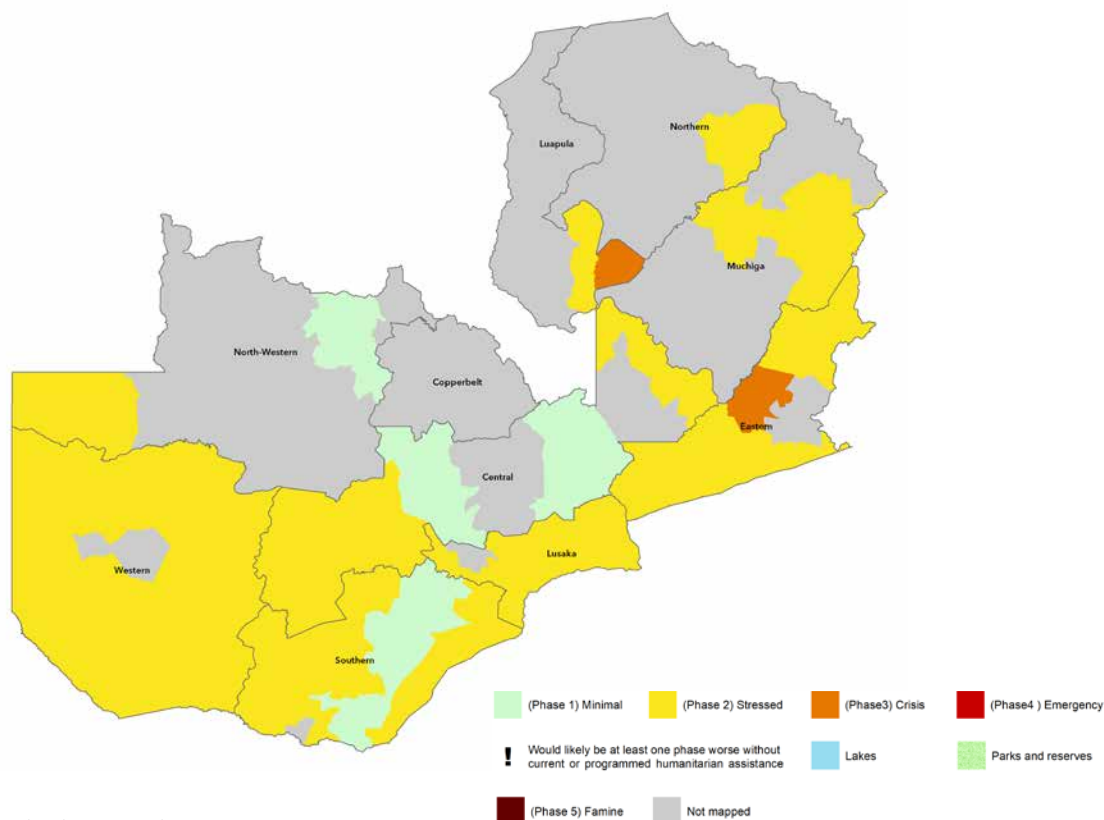 Northern
Luapula
Muchiga
North-Western
Copperbelt
Eastern
Central
Lusaka
Western
Southern
(Phase 1) Minimal
(Phase 2) Stressed
(Phase3) Crisis
(Phase4 ) Emergency
! Would likely be at least one phase worse without
current or programmed humanitarian assistance
Lakes
Parks and reserves
(Phase 5) Famine
Not mapped